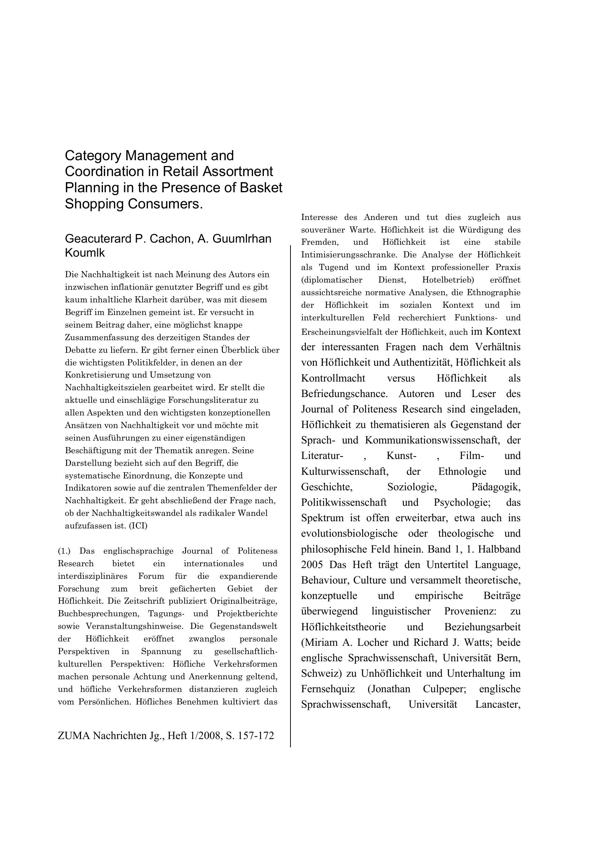 Category Management and
Coordination in Retail Assortment
Planning in the Presence of Basket
Shopping Consumers.
Geacuterard P. Cachon, A. Guumlrhan
Koumlk
Die Nachhaltigkeit ist nach Meinung des Autors ein
inzwischen inflationär genutzter Begriff und es gibt
kaum inhaltliche Klarheit darüber, was mit diesem
Begriff im Einzelnen gemeint ist. Er versucht in
seinem Beitrag daher, eine möglichst knappe
Zusammenfassung des derzeitigen Standes der
Debatte zu liefern. Er gibt ferner einen Überblick über
die wichtigsten Politikfelder, in denen an der
Konkretisierung und Umsetzung von
Nachhaltigkeitszielen gearbeitet wird. Er stellt die
aktuelle und einschlägige Forschungsliteratur zu
allen Aspekten und den wichtigsten konzeptionellen
Ansätzen von Nachhaltigkeit vor und möchte mit
seinen Ausführungen zu einer eigenständigen
Beschäftigung mit der Thematik anregen. Seine
Darstellung bezieht sich auf den Begriff, die
systematische Einordnung, die Konzepte und
Indikatoren sowie auf die zentralen Themenfelder der
Nachhaltigkeit. Er geht abschließend der Frage nach,
ob der Nachhaltigkeitswandel als radikaler Wandel
aufzufassen ist. (ICI)
(1.) Das englischsprachige Journal of Politeness
Research bietet ein internationales und
interdisziplinäres Forum für die expandierende
Forschung zum breit gefächerten Gebiet der
Höflichkeit. Die Zeitschrift publiziert Originalbeiträge,
Buchbesprechungen, Tagungs- und Projektberichte
sowie Veranstaltungshinweise. Die Gegenstandswelt
der Höflichkeit eröffnet zwanglos personale
Perspektiven in Spannung zu gesellschaftlich-
kulturellen Perspektiven: Höfliche Verkehrsformen
machen personale Achtung und Anerkennung geltend,
und höfliche Verkehrsformen distanzieren zugleich
vom Persönlichen. Höfliches Benehmen kultiviert das
ZUMA Nachrichten Jg., Heft 1/2008, S. 157-172
Interesse des Anderen und tut dies zugleich aus
souveräner Warte. Höflichkeit ist die Würdigung des
Fremden, und Höflichkeit ist eine stabile
Intimisierungsschranke. Die Analyse der Höflichkeit
als Tugend und im Kontext professioneller Praxis
(diplomatischer Dienst, Hotelbetrieb) eröffnet
aussichtsreiche normative Analysen, die Ethnographie
der Höflichkeit im sozialen Kontext und im
interkulturellen Feld recherchiert Funktions- und
Erscheinungsvielfalt der Höflichkeit, auch im Kontext
der interessanten Fragen nach dem Verhältnis
von Höflichkeit und Authentizität, Höflichkeit als
Kontrollmacht versus Höflichkeit als
Befriedungschance. Autoren und Leser des
Journal of Politeness Research sind eingeladen,
Höflichkeit zu thematisieren als Gegenstand der
Sprach- und Kommunikationswissenschaft, der
Literatur- , Kunst- , Film- und
Kulturwissenschaft, der Ethnologie und
Geschichte, Soziologie, Pädagogik,
Politikwissenschaft und Psychologie; das
Spektrum ist offen erweiterbar, etwa auch ins
evolutionsbiologische oder theologische und
philosophische Feld hinein. Band 1, 1. Halbband
2005 Das Heft trägt den Untertitel Language,
Behaviour, Culture und versammelt theoretische,
konzeptuelle und empirische Beiträge
überwiegend linguistischer Provenienz: zu
Höflichkeitstheorie und Beziehungsarbeit
(Miriam A. Locher und Richard J. Watts; beide
englische Sprachwissenschaft, Universität Bern,
Schweiz) zu Unhöflichkeit und Unterhaltung im
Fernsehquiz (Jonathan Culpeper; englische
Sprachwissenschaft, Universität Lancaster,